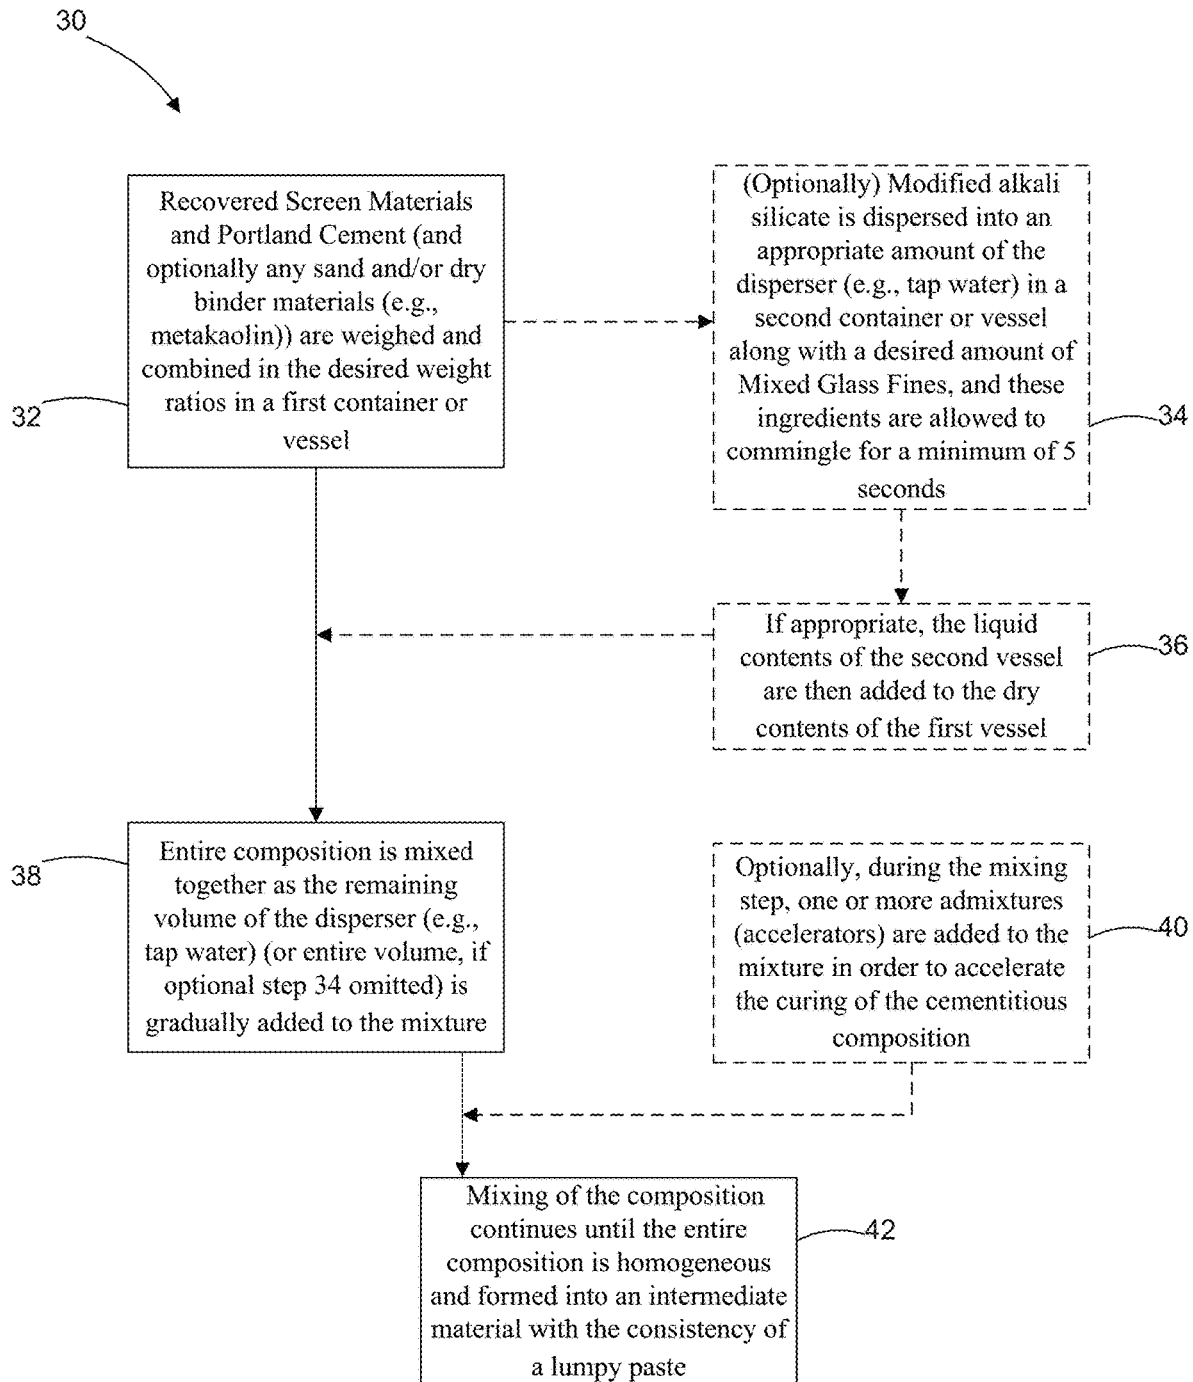 30
Recovered Screen Materials
and Portland Cement (and
optionally any sand and/or dry
binder materials (e.g.,
metakaolin)) are weighed and
combined in the desired weight
ratios in a first container or
vessel
32
(Optionally) Modified alkali
silicate is dispersed into an
appropriate amount of the
disperser (e.g., tap water) in a
second container or vessel
along with a desired amount of
Mixed Glass Fines, and these
ingredients are allowed to
commingle for a minimum of 5
seconds
34
If appropriate, the liquid
contents of the second vessel
are then added to the dry
contents of the first vessel
36
Entire composition is mixed
together as the remaining
volume of the disperser (e.g.,
tap water) (or entire volume, if
optional step 34 omitted) is
gradually added to the mixture
38
Optionally, during the mixing
step, one or more admixtures
(accelerators) are added to the
mixture in order to accelerate
the curing of the cementitious
composition
40
Mixing of the composition
continues until the entire
composition is homogeneous
and formed into an intermediate
material with the consistency of
a lumpy paste
42